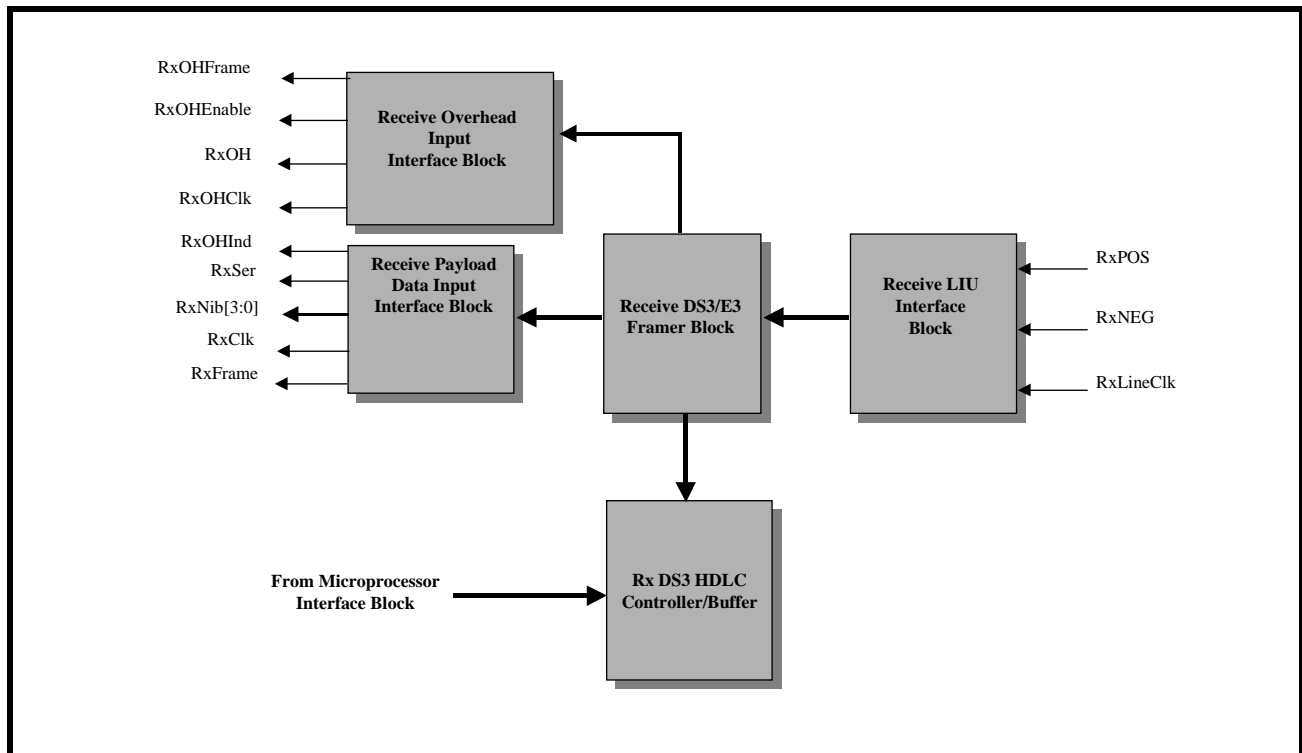 RxOHFrame
RxOHEnable
RxOH
RxOHClk
RxOHInd
RxSer
RxNib[3:0]
RxClk
RxFrame
Receive Overhead
Input
Interface Block
Receive Payload
Data Input
Interface Block
Receive DS3/E3
Framer Block
Receive LIU
Interface
Block
RxPOS
RxNEG
RxLineClk
From Microprocessor
Interface Block
Rx DS3 HDLC
Controller/Buffer